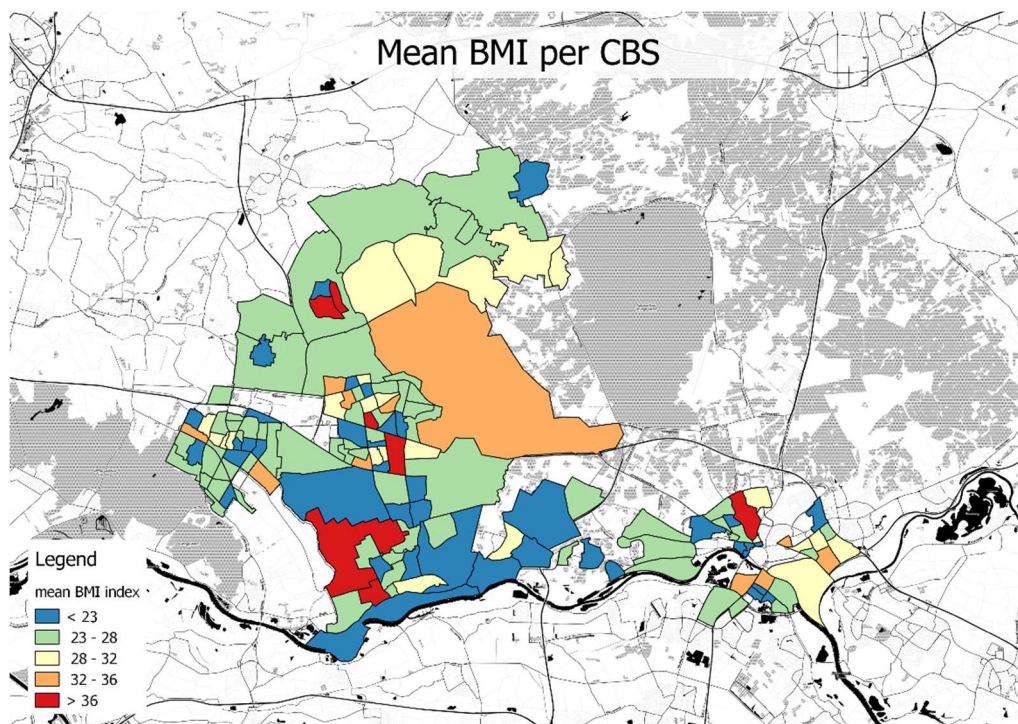 Mean BMI per CBS
Legend
mean BMI index
< 23
23 - 28
28 - 32
32 - 36
> 36